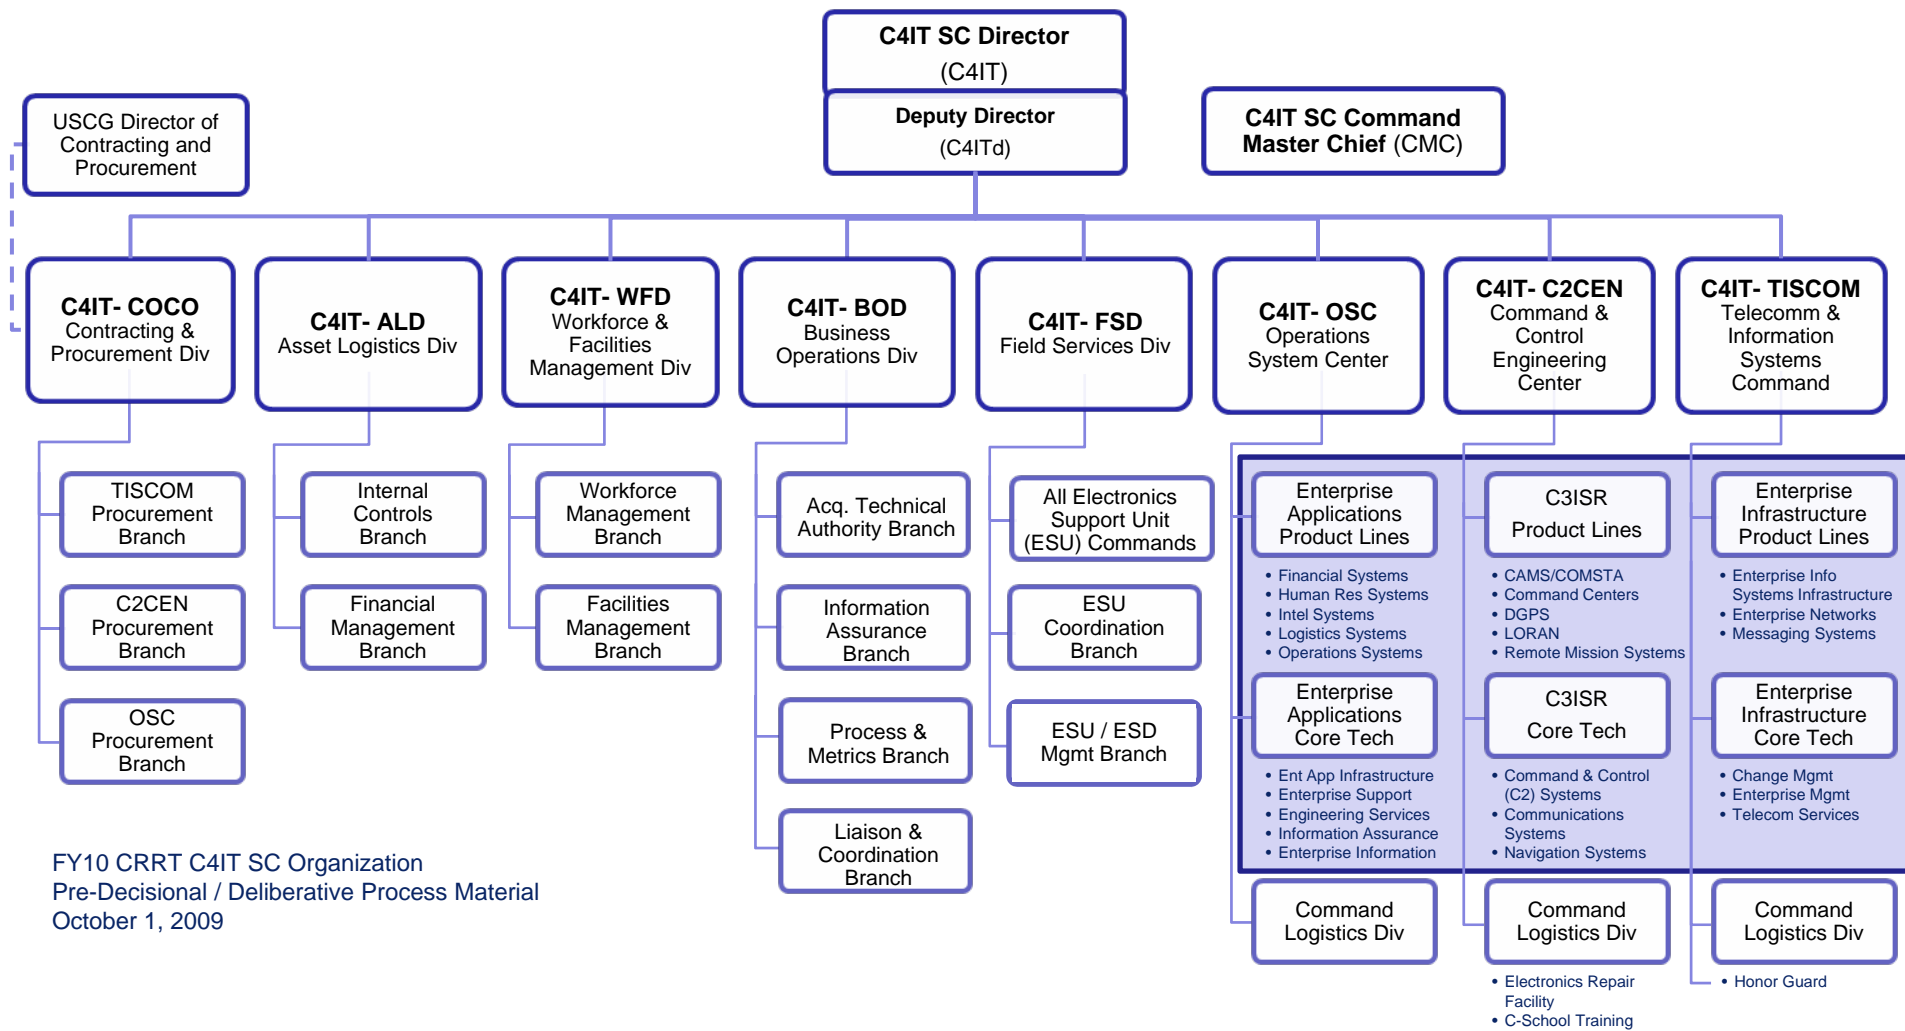 C4IT SC Director
(C4IT)
Deputy Director
(C4ITd)
C4IT SC Command
Master Chief (CMC)
USCG Director of
Contracting and
Procurement
C4IT- COCO
Contracting &
Procurement Div
C4IT- ALD
Asset Logistics Div
C4IT- WFD
Workforce &
Facilities
Management Div
C4IT- BOD
Business
Operations Div
C4IT- FSD
Field Services Div
C4IT- OSC
Operations
System Center
C4IT- C2CEN
Command &
Control
Engineering
Center
C4IT- TISCOM
Telecomm &
Information
Systems
Command
TISCOM
Procurement
Branch
C2CEN
Procurement
Branch
OSC
Procurement
Branch
Internal
Controls
Branch
Financial
Management
Branch
Workforce
Management
Branch
Facilities
Management
Branch
Acq. Technical
Authority Branch
Information
Assurance
Branch
Process &
Metrics Branch
Liaison &
Coordination
Branch
All Electronics
Support Unit
(ESU) Commands
ESU
Coordination
Branch
ESU / ESD
Mgmt Branch
Enterprise
Applications
Product Lines
• Financial Systems
• Human Res Systems
• Intel Systems
• Logistics Systems
• Operations Systems
Enterprise
Applications
Core Tech
• Ent App Infrastructure
• Enterprise Support
• Engineering Services
• Information Assurance
• Enterprise Information
Command
Logistics Div
C3ISR
Product Lines
• CAMS/COMSTA
• Command Centers
• DGPS
• LORAN
• Remote Mission Systems
C3ISR
Core Tech
• Command & Control
(C2) Systems
• Communications
Systems
• Navigation Systems
Command
Logistics Div
• Electronics Repair
Facility
• C-School Training
Enterprise
Infrastructure
Product Lines
• Enterprise Info
Systems Infrastructure
• Enterprise Networks
• Messaging Systems
Enterprise
Infrastructure
Core Tech
• Change Mgmt
• Enterprise Mgmt
• Telecom Services
Command
Logistics Div
• Honor Guard
FY10 CRRT C4IT SC Organization
Pre-Decisional / Deliberative Process Material
October 1, 2009